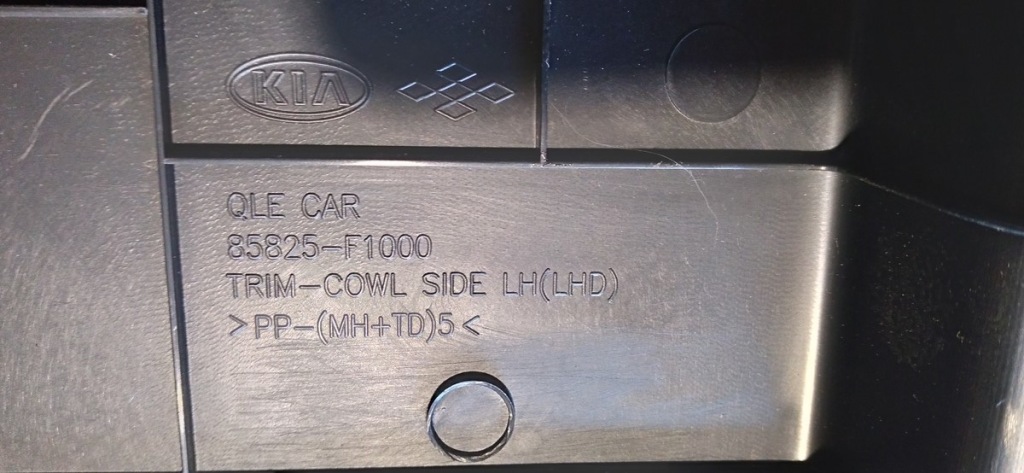 KIA
QLE CAR
85825-F1000
TRIM-COWL SIDE LH(LHD)
>PP-(MH+TD)5<